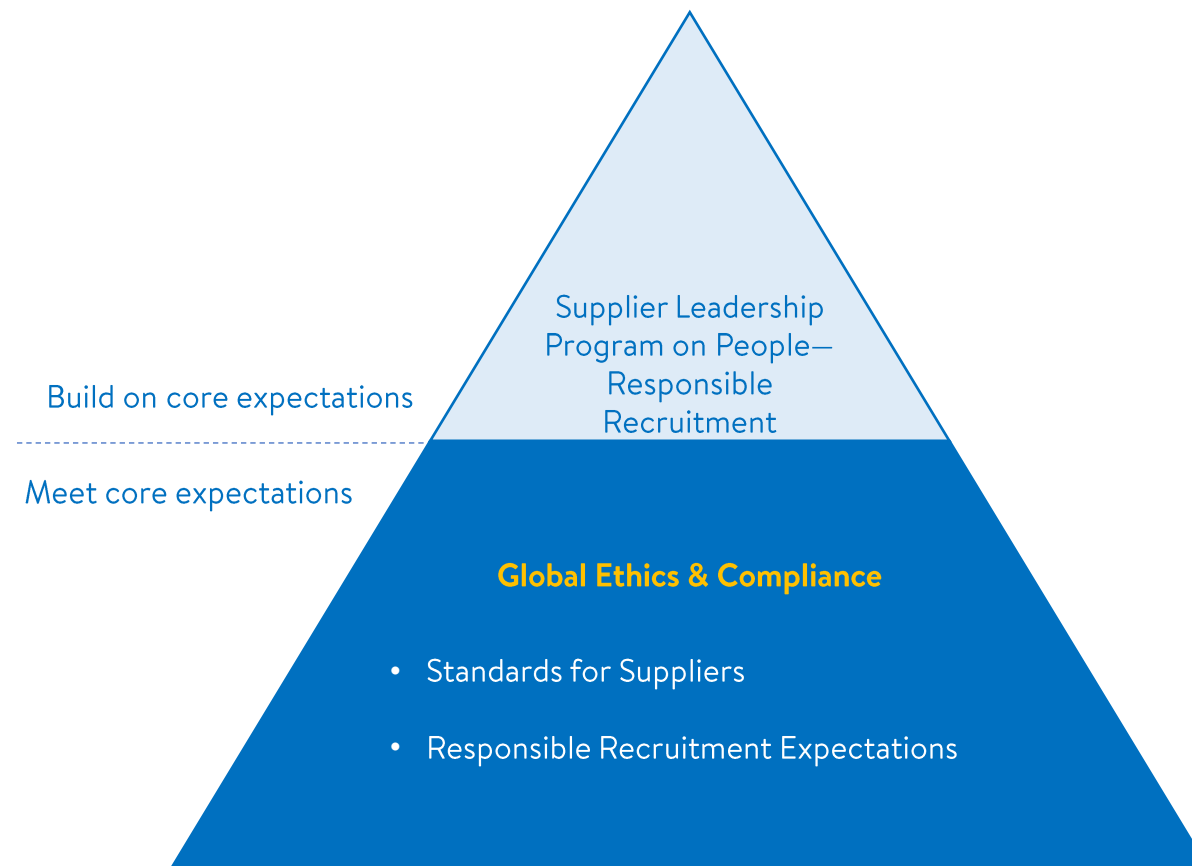 Supplier Leadership
Program on People—
Responsible
Recruitment
Build on core expectations
Meet core expectations
Global Ethics & Compliance
• Standards for Suppliers
• Responsible Recruitment Expectations